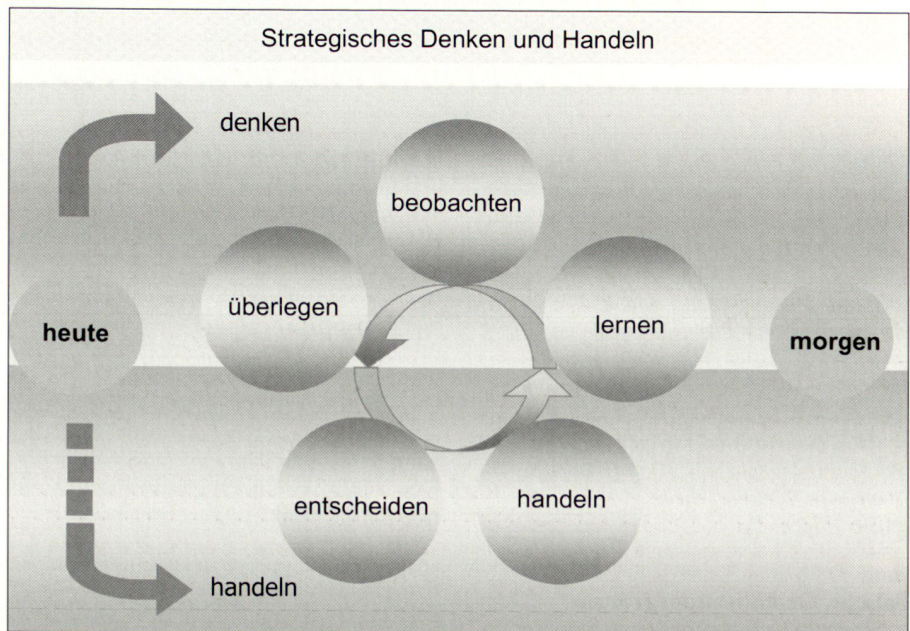 Strategisches Denken und Handeln
denken
beobachten
überlegen
lernen
heute
morgen
entscheiden
handeln
handeln